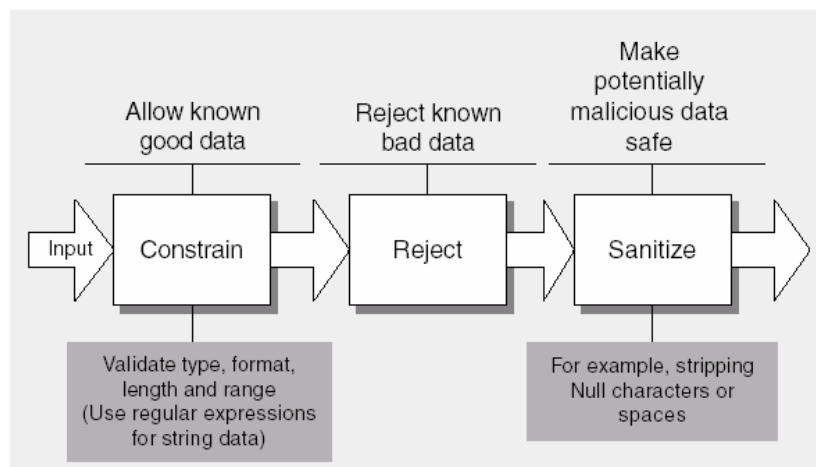 Allow known
good data
Reject known
bad data
Make
potentially
malicious data
safe
Input
Constrain
Reject
Sanitize
Validate type, format,
length and range
(Use regular expressions
for string data)
For example, stripping
Null characters or
spaces